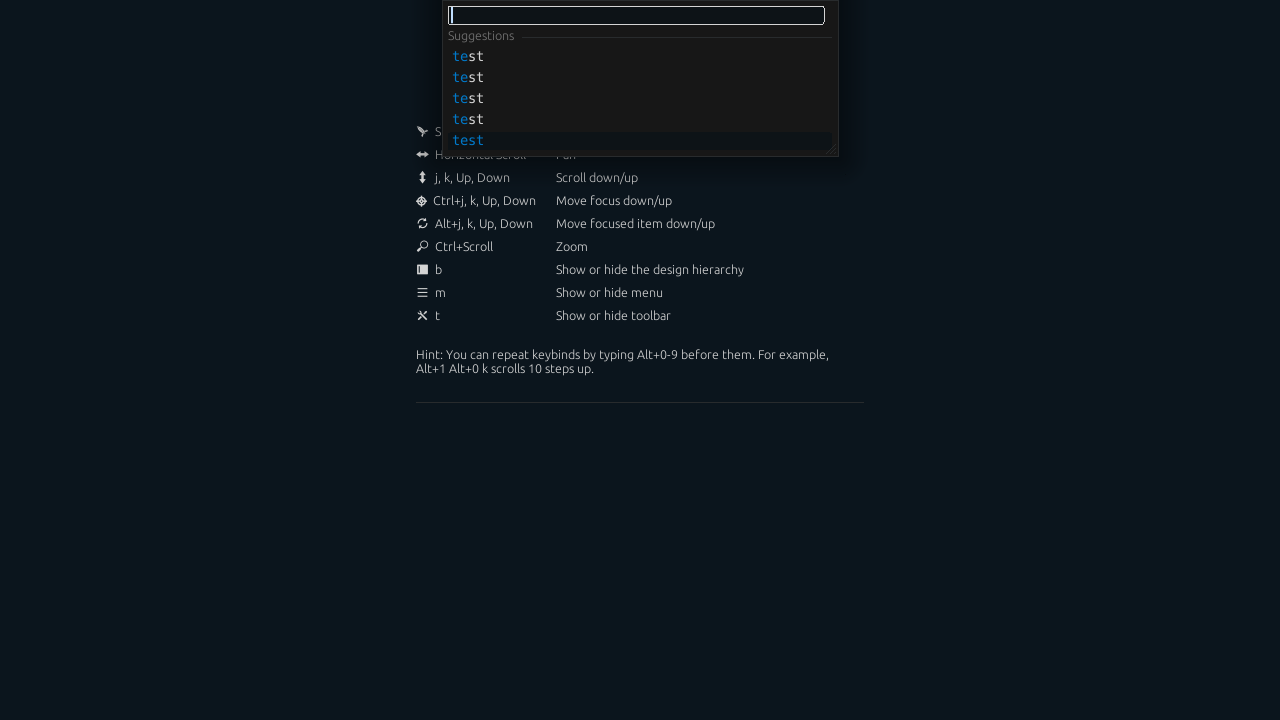 Suggestions
test
test
test
test
test
S
Horizontal Scroll Pan
j, k, Up, Down Scroll down/up
Ctrl+j, k, Up, Down Move focus down/up
Alt+j, k, Up, Down Move focused item down/up
Ctrl+Scroll Zoom
b Show or hide the design hierarchy
m Show or hide menu
t Show or hide toolbar
Hint: You can repeat keybinds by typing Alt+0-9 before them. For example,
Alt+1 Alt+0 k scrolls 10 steps up.